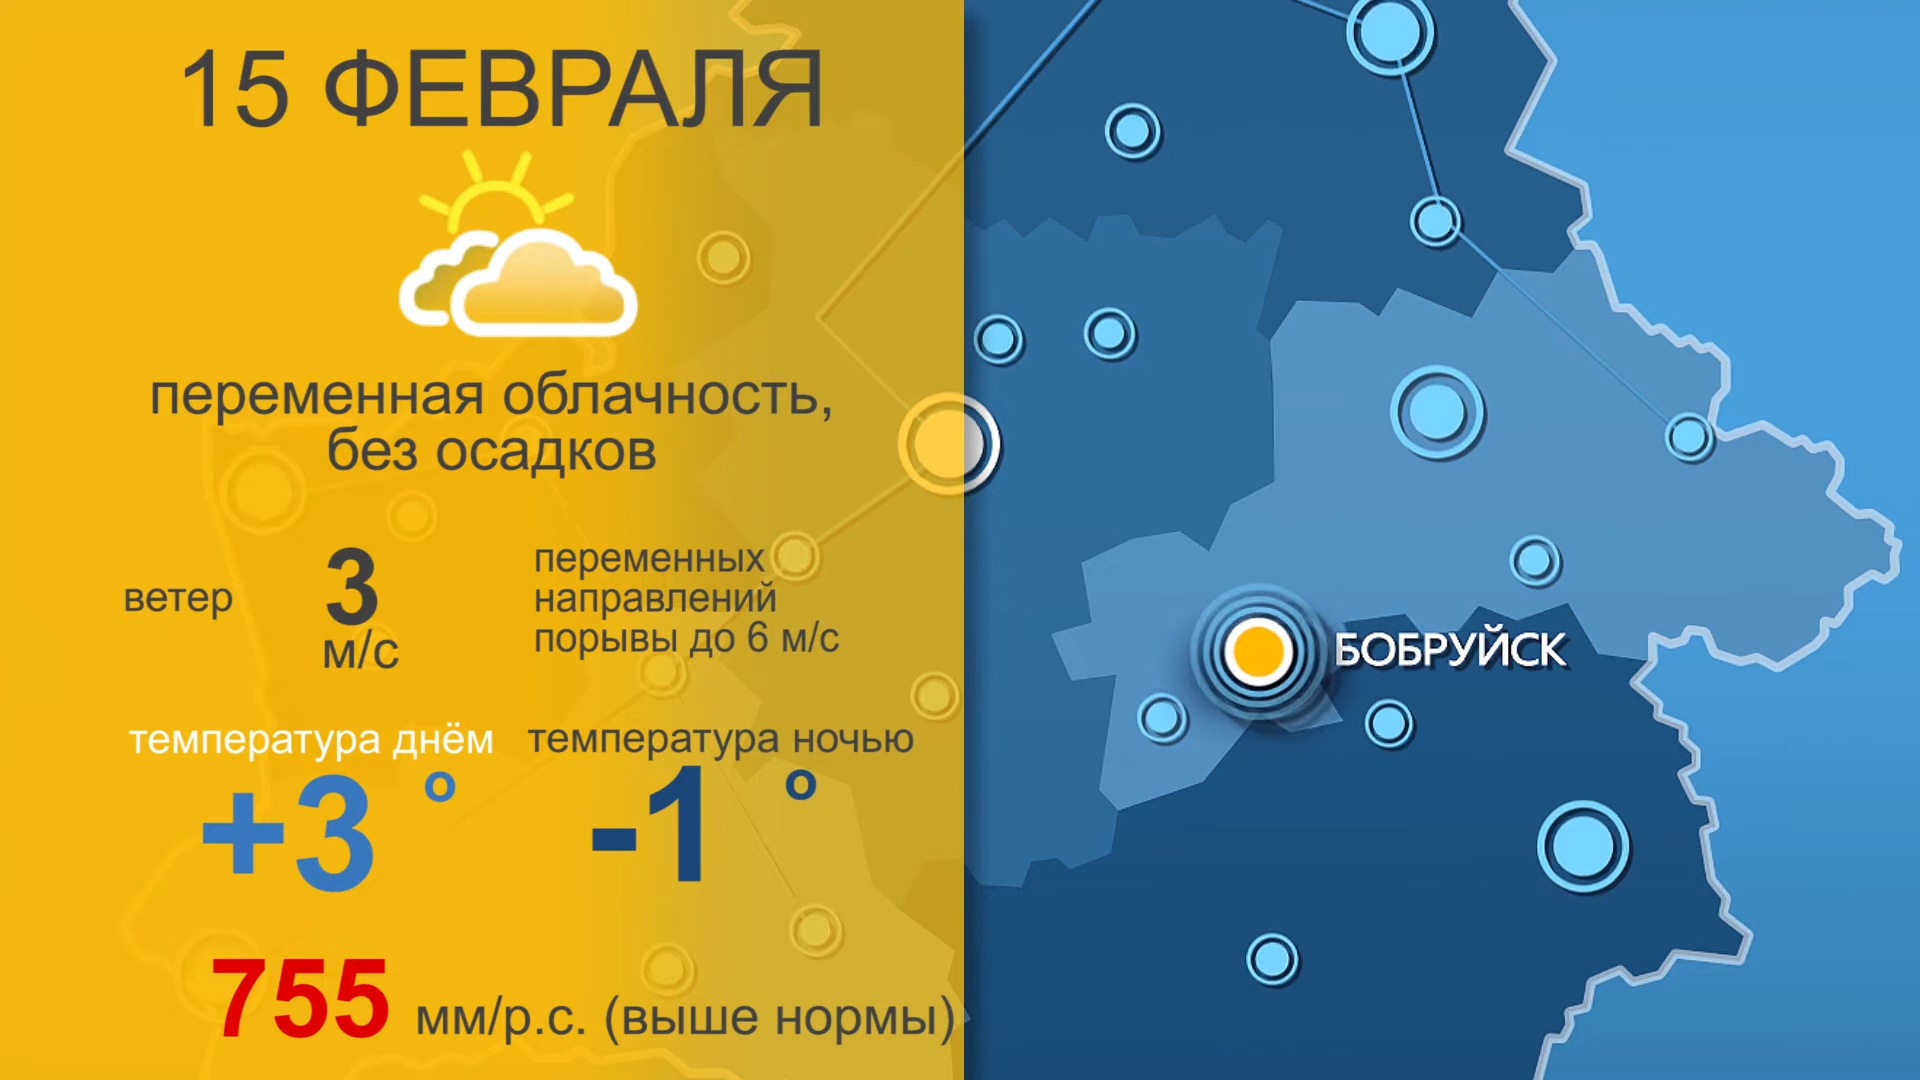 15 ФЕВРАЛЯ
переменная облачность,
без осадков
ветер
3
м/с
переменных
направлений
порывы до 6 м/с
температура днём
+3 °
температура ночью
-1 °
755 мм/р.с. (выше нормы)
БОБРУЙСК